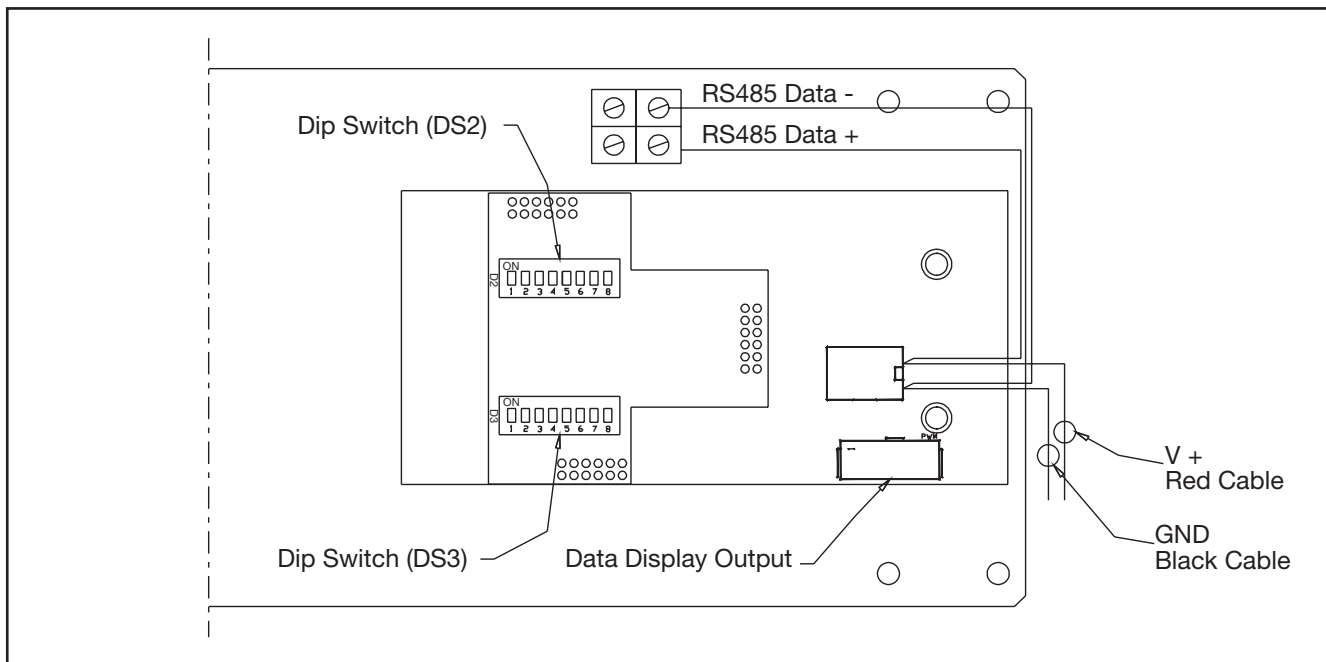 RS485 Data -
Dip Switch (DS2)
RS485 Data +
ON
D2
1 2 3 4 5 6 7 8
ON
D3
1 2 3 4 5 6 7 8
PWM
1
V +
Red Cable
GND
Black Cable
Dip Switch (DS3)
Data Display Output